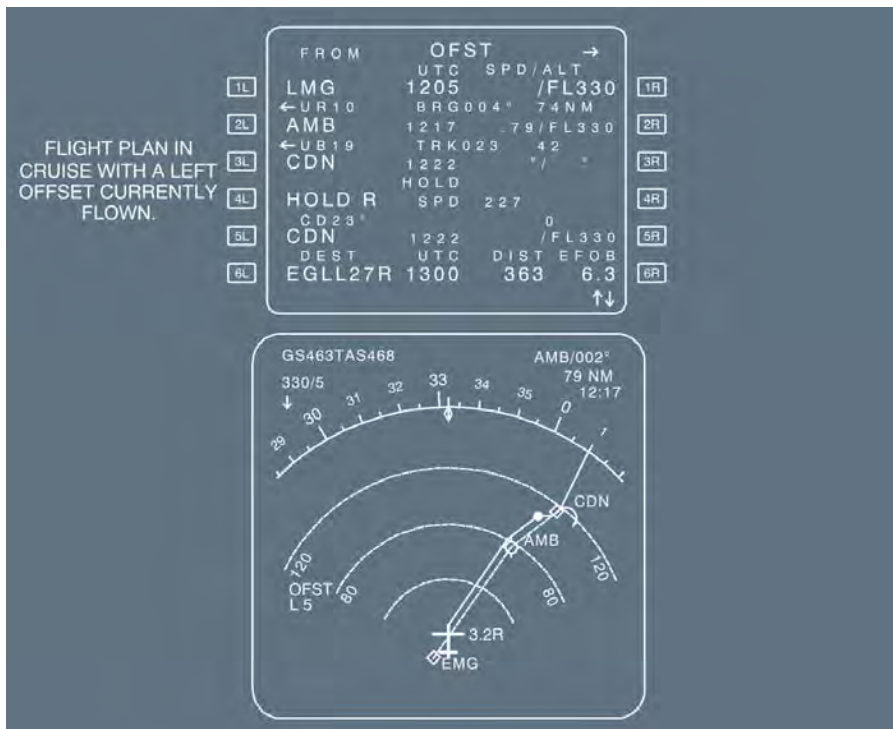 FLIGHT PLAN IN
CRUISE WITH A LEFT
OFFSET CURRENTLY
FLOWN.
FROM OFST →
UTC SPD/ALT
1L LMG 1205 /FL330 1R
←UR10 BRG004° 74NM
2L AMB 1217 .79/FL330 2R
←UB19 TRK023 42
3L CDN 1222 "/ " 3R
HOLD
4L HOLD R SPD 227 4R
CD23° 0
5L CDN 1222 /FL330 5R
DEST UTC DIST EFOB
6L EGLL27R 1300 363 6.3 6R
↑↓
GS463TAS468 AMB/002°
330/5 79 NM
↓ 12:17
29 30 31 32 33 34 35 0 1
CDN
AMB
120 120
OFST
L 5
80 80
3.2R
EMG